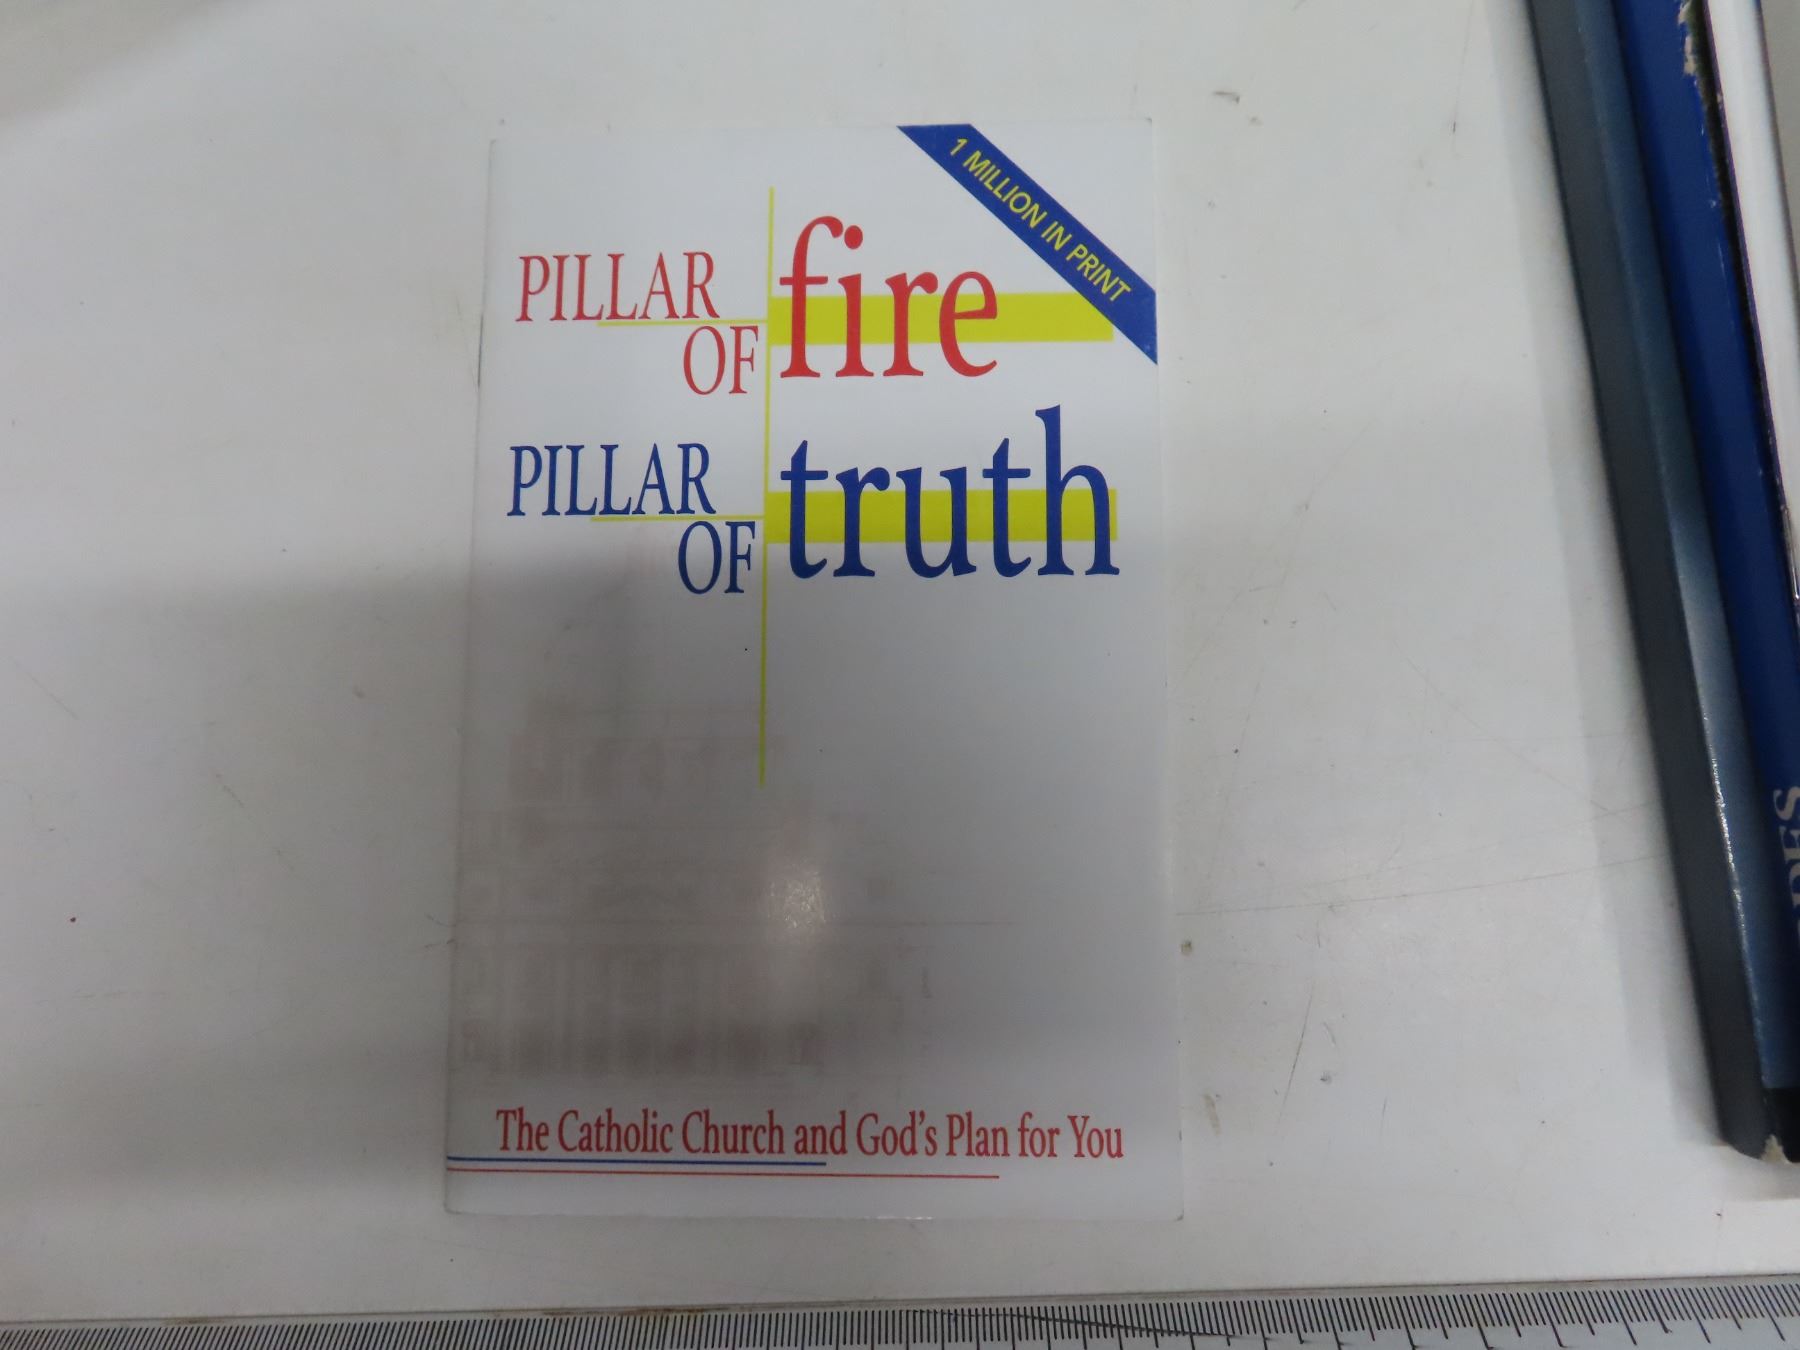 1 MILLION IN PRINT
PILLAR
OF
fire
PILLAR
OF
truth
The Catholic Church and God's Plan for You